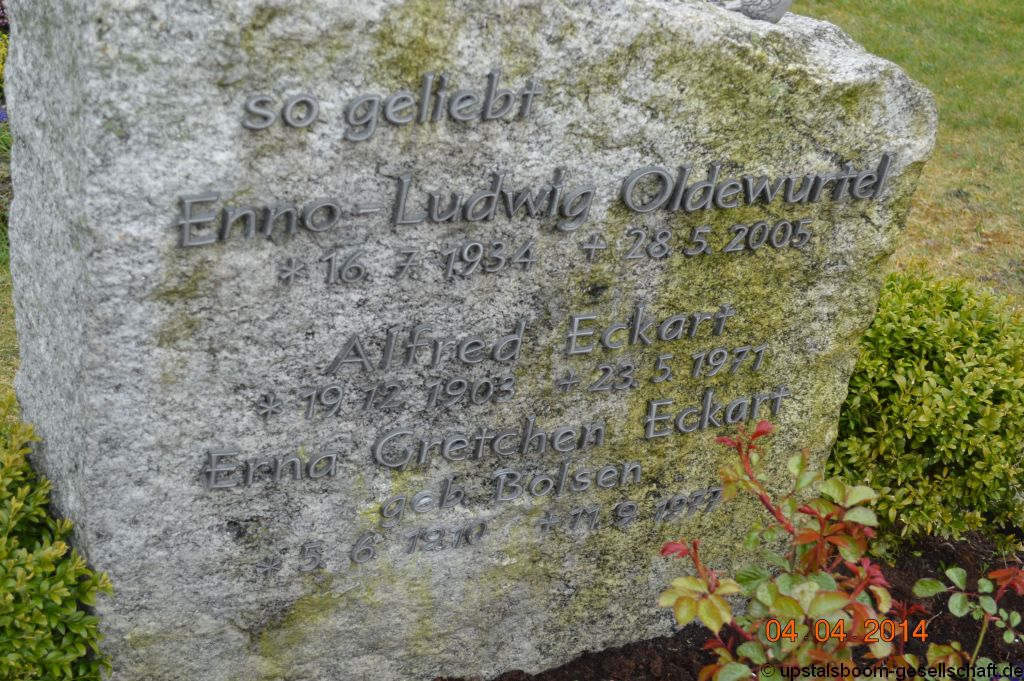 so geliebt
Enno-Ludwig Oldewurtel
* 16. 7. 1934 + 28. 5. 2005
Alfred Eckart
* 19. 12. 1903 + 23. 5. 1971
Erna Gretchen Eckart
geb. Bolsen
* 5. 6. 1910 + 11. 9. 1977
04 04 2014
© upstalsboom-gesellschaft.de